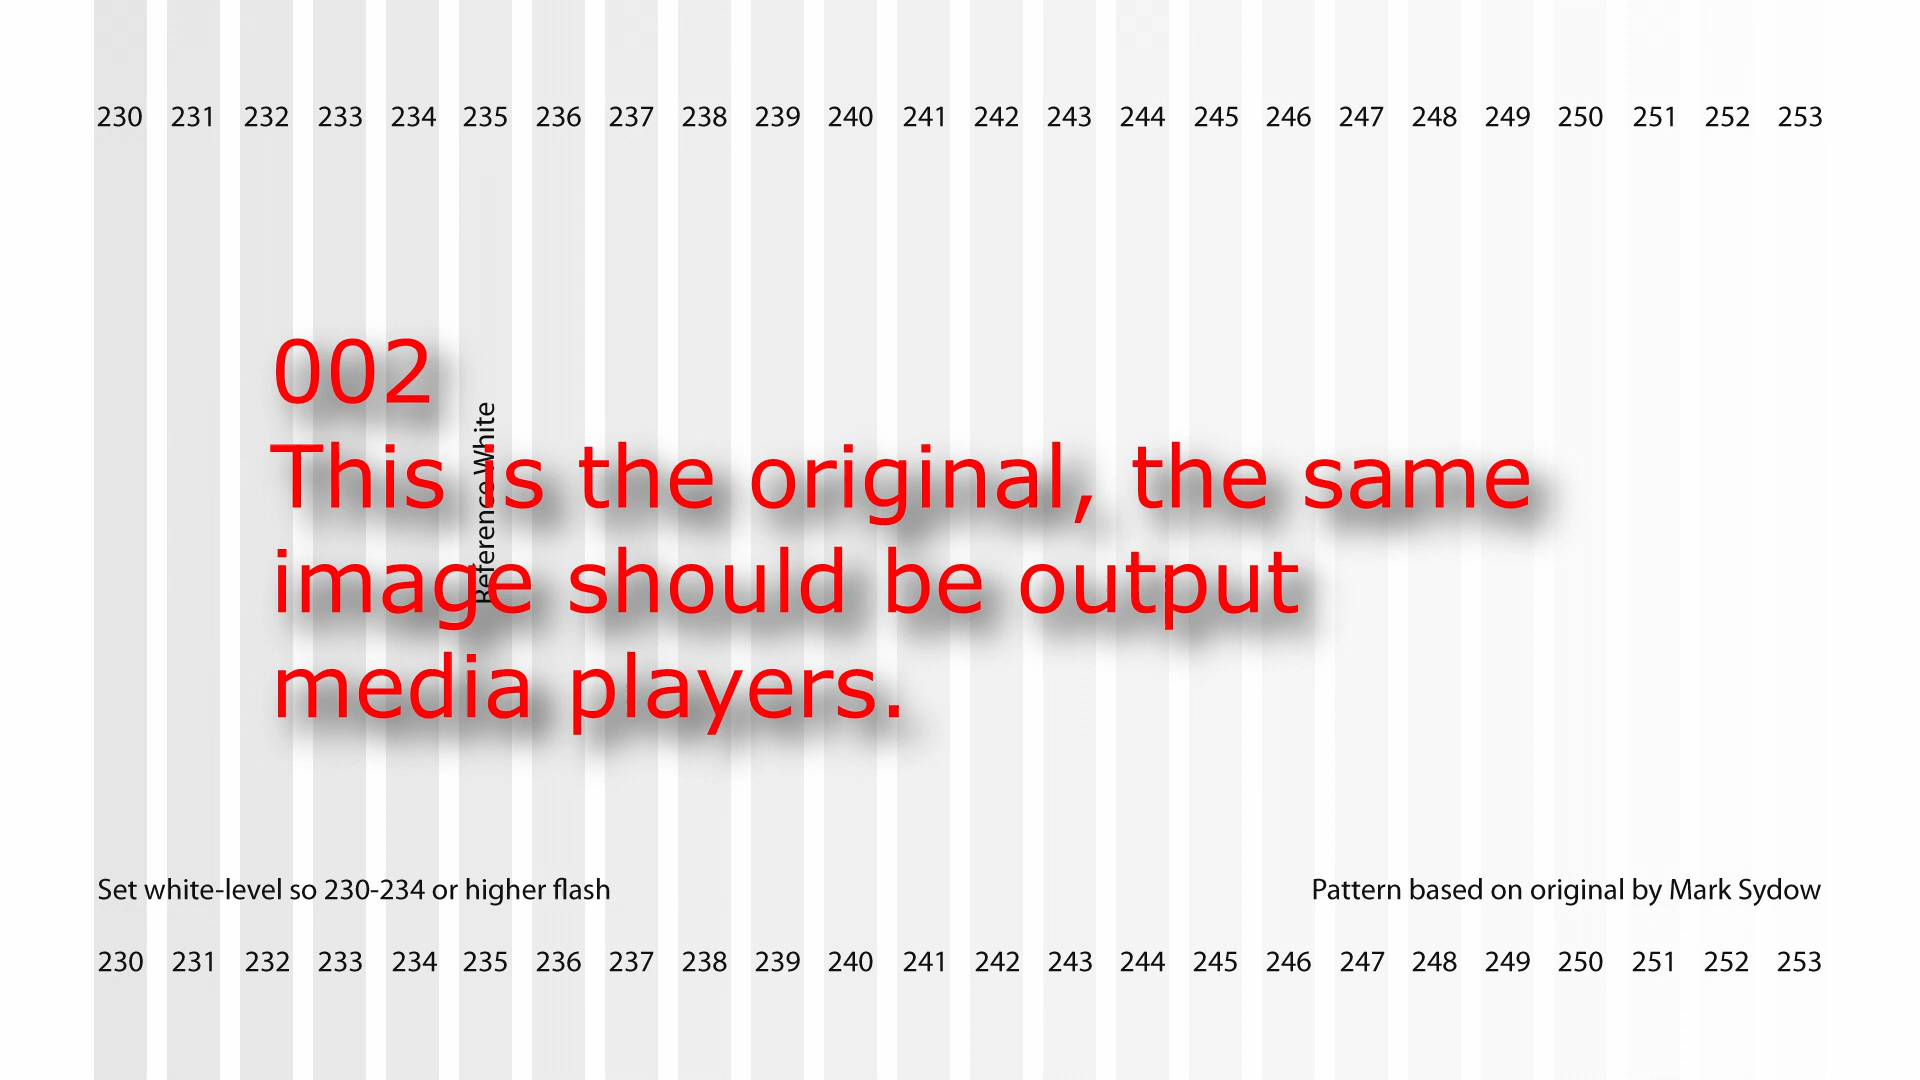 230 231 232 233 234 235 236 237 238 239 240 241 242 243 244 245 246 247 248 249 250 251 252 253
002
Reference White
This is the original, the same
image should be output
media players.
Set white-level so 230-234 or higher flash
Pattern based on original by Mark Sydow
230 231 232 233 234 235 236 237 238 239 240 241 242 243 244 245 246 247 248 249 250 251 252 253